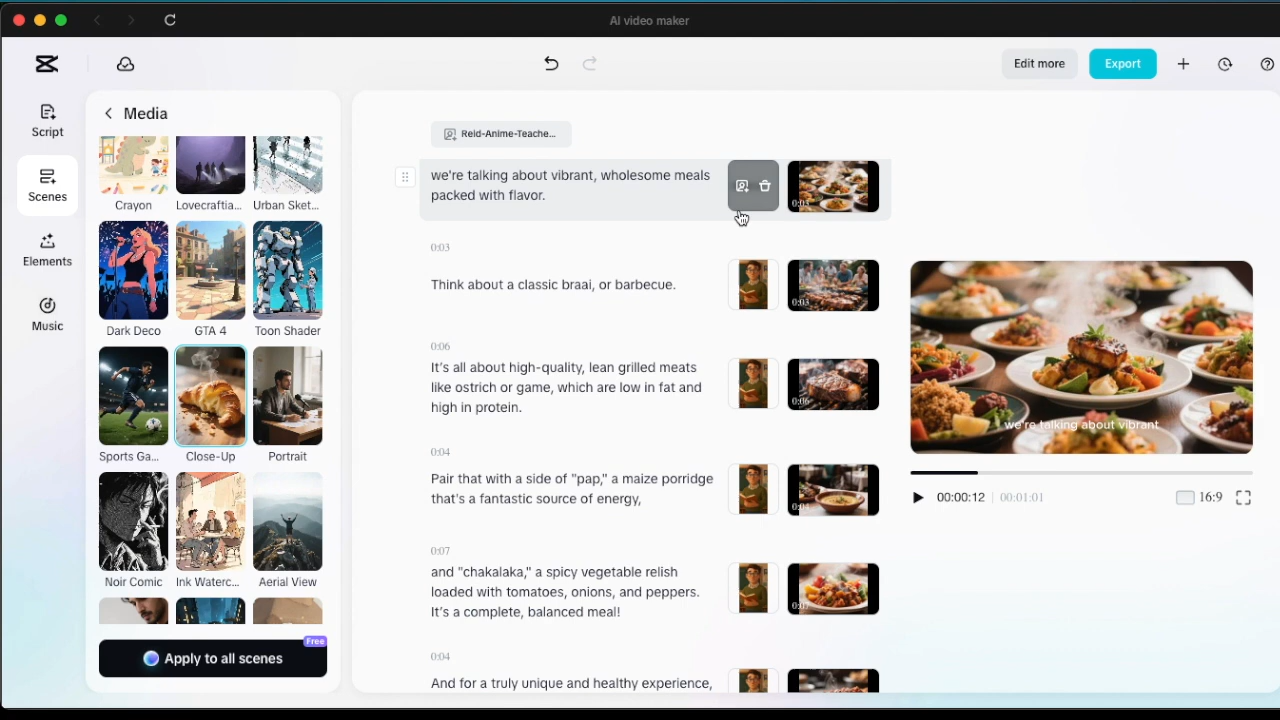 AI video maker
Edit more
Export
Script
Scenes
Elements
Music
Media
Crayon
Lovecraftia...
Urban Sket...
Dark Deco
GTA 4
Toon Shader
Sports Ga...
Close-Up
Portrait
Noir Comic
Ink Waterc...
Aerial View
Free
Apply to all scenes
Reid-Anime-Teache...
we're talking about vibrant, wholesome meals
packed with flavor.
0:03
Think about a classic braai, or barbecue.
0:03
0:06
It's all about high-quality, lean grilled meats
like ostrich or game, which are low in fat and
high in protein.
0:06
0:04
Pair that with a side of "pap," a maize porridge
that's a fantastic source of energy,
0:04
0:07
and "chakalaka," a spicy vegetable relish
loaded with tomatoes, onions, and peppers.
It's a complete, balanced meal!
0:07
0:04
And for a truly unique and healthy experience,
we're talking about vibrant
00:00:12
00:01:01
16:9